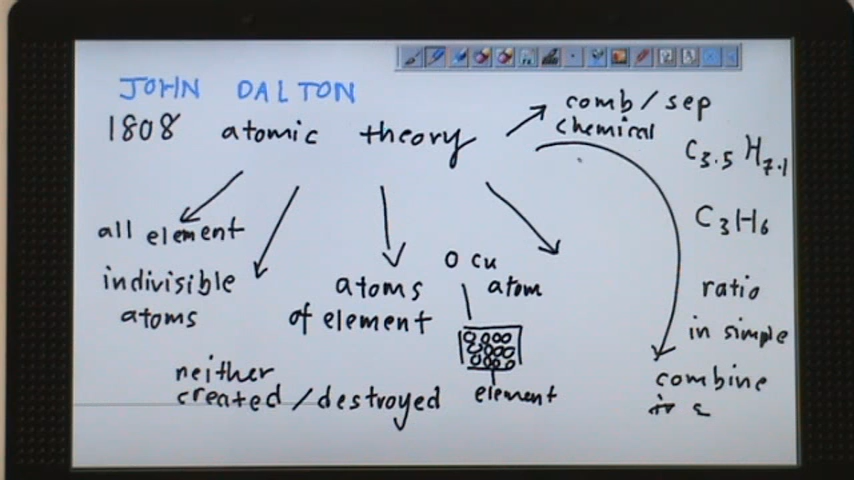 JOHN DALTON
1808 atomic theory
comb/sep
chemical
C3.5 H7.1
C3H6
all element
indivisible
atoms
atoms
of element
O Cu
atom
element
neither
created/destroyed
ratio
in simple
combine